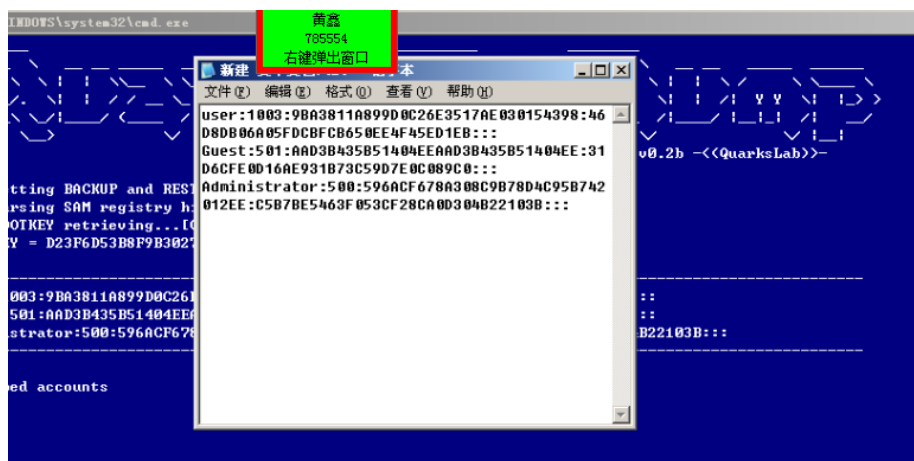 INDOWS\system32\cmd.exe
黄鑫
785554
右键弹出窗口
新建
文件(F) 编辑(E) 格式(O) 查看(V) 帮助(H)
user:1003:9BA3811A899D0C26E3517AE030154398:46
D8DB06A05FDCBFCB650EE4F45ED1EB:::
Guest:501:AAD3B435B51404EEAAD3B435B51404EE:31
D6CFE0D16AE931B73C59D7E0C089C0:::
Administrator:500:596ACF678A308C9B78D4C95B742
012EE:C5B7BE5463F053CF28CA0D304B22103B:::
v0.2b -<(QuarksLab)>-
tting BACKUP and RES
rsing SAM registry h
OTKEY retrieving...[
Y = D23F6D53B8F9B302
003:9BA3811A899D0C26 ::
501:AAD3B435B51404EE ::
strator:500:596ACF678 B22103B:::
ped accounts